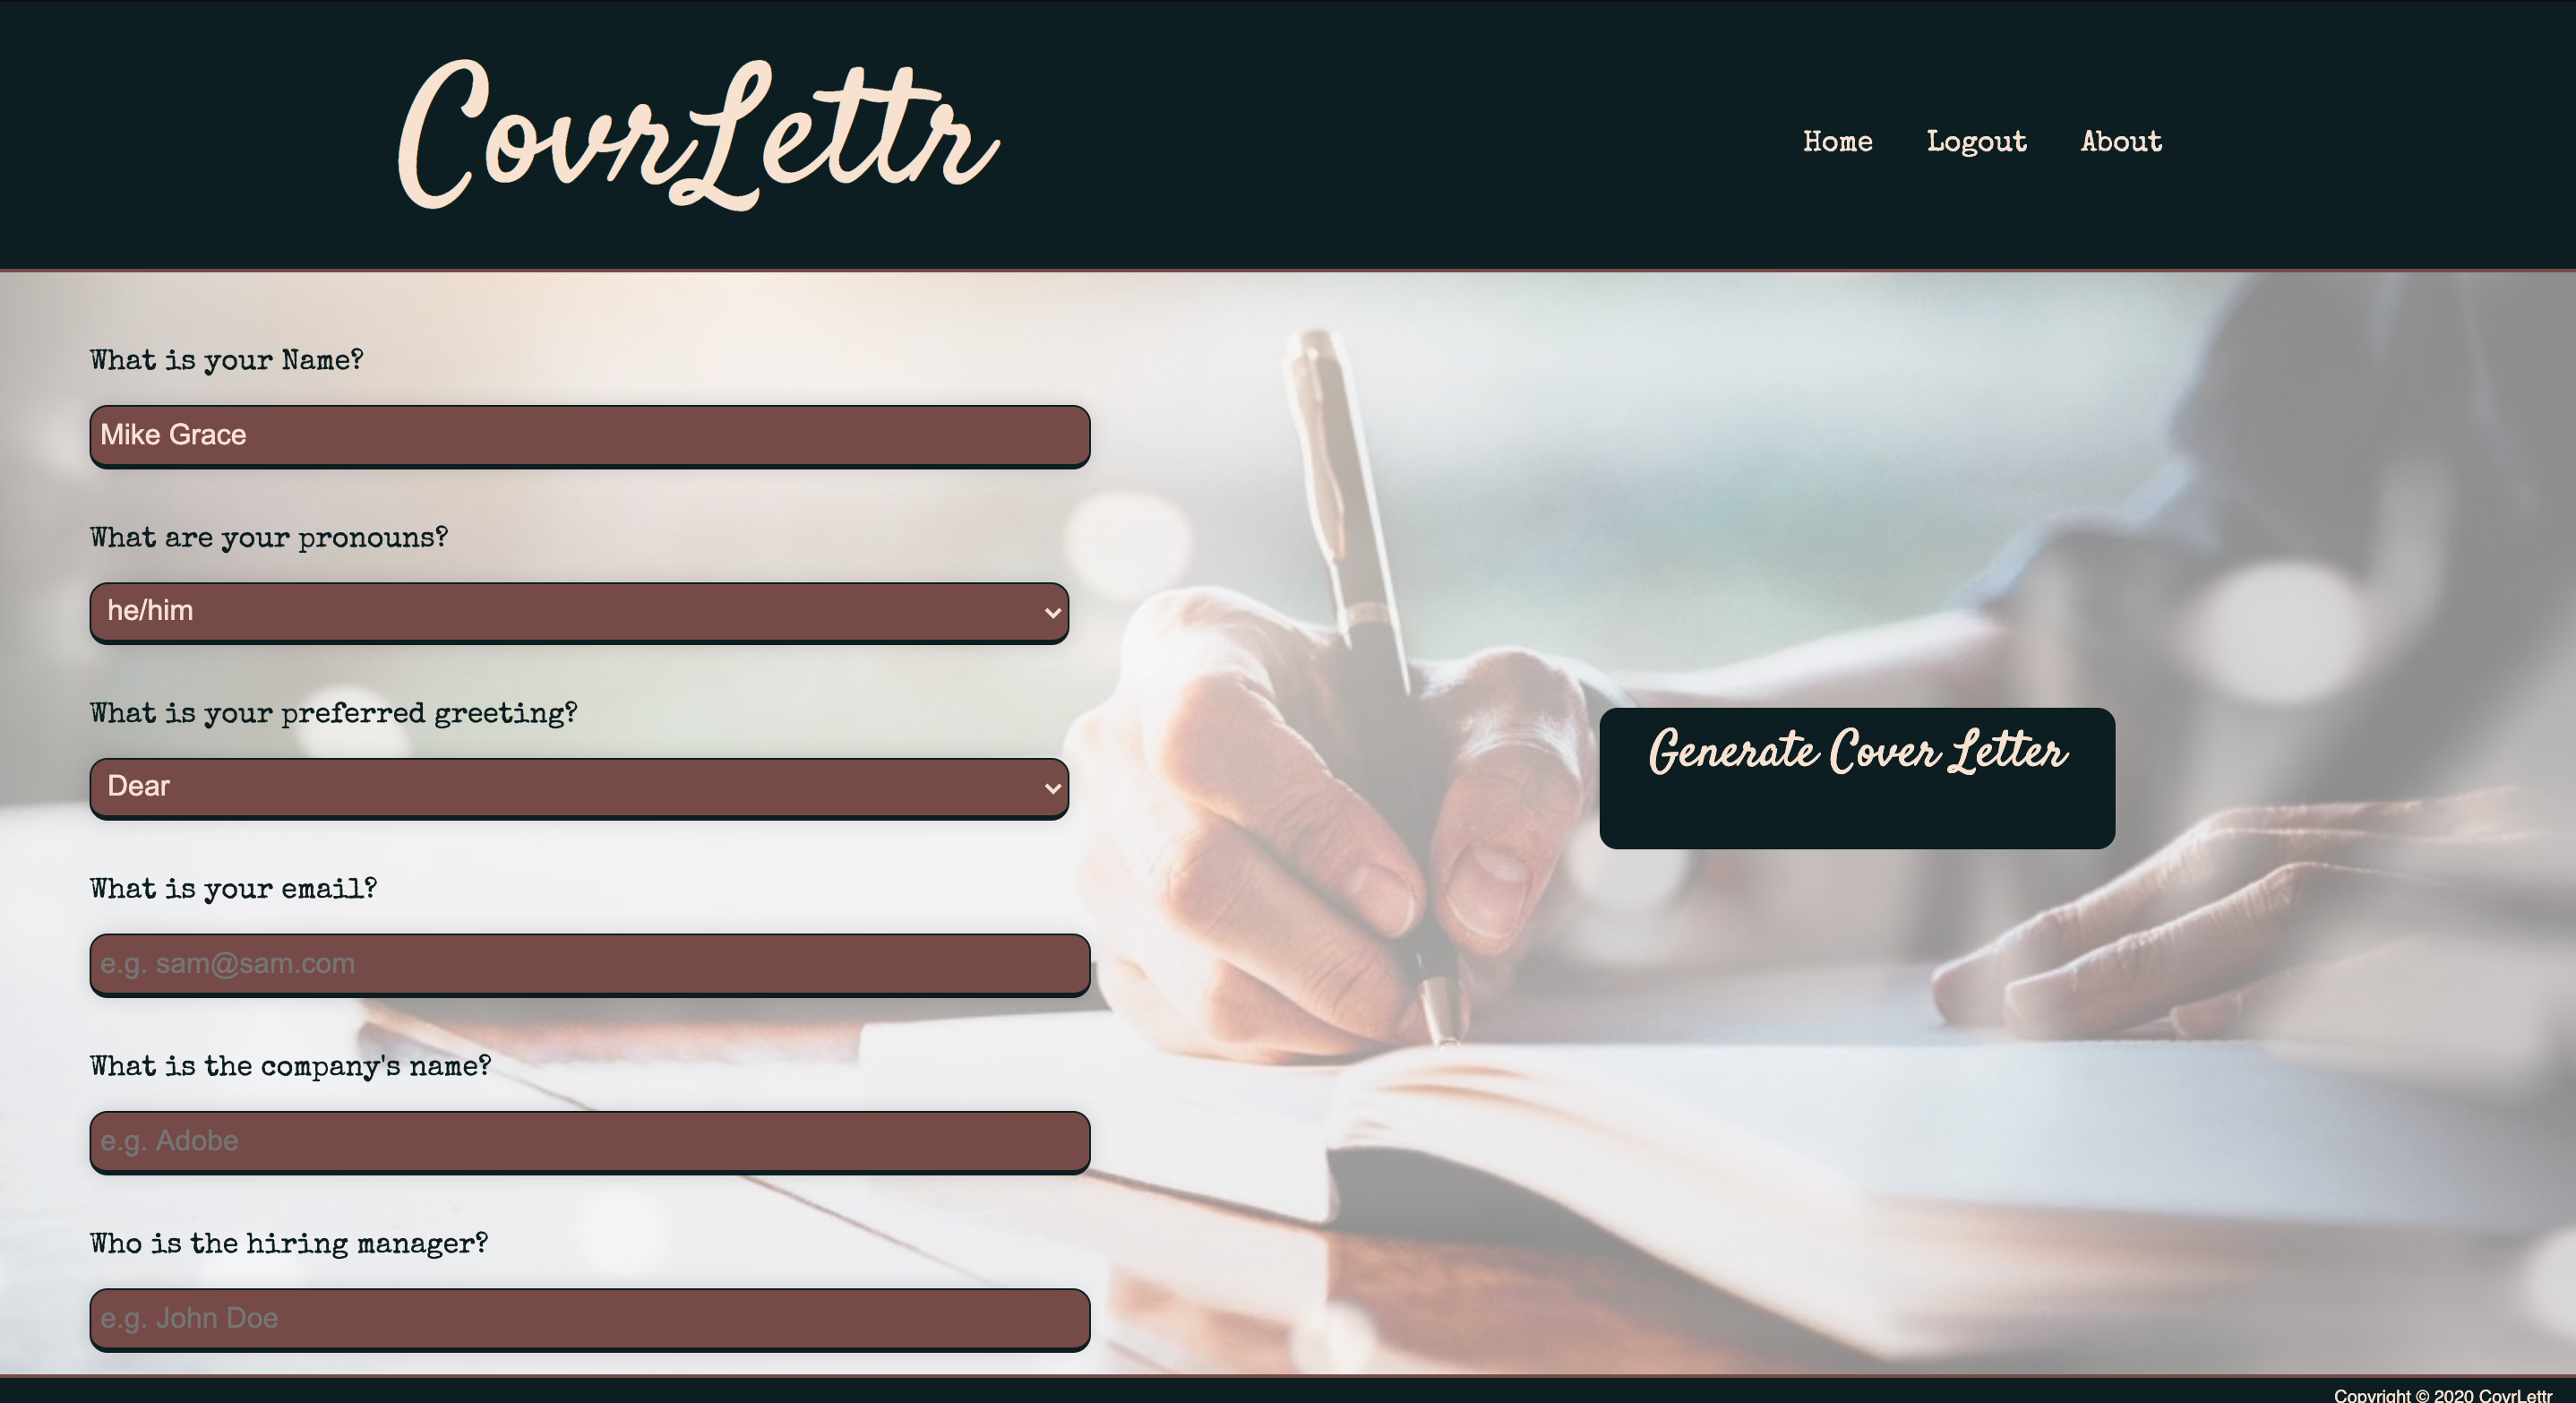 CovrLettr
Home Logout About
What is your Name?
Mike Grace
What are your pronouns?
he/him
What is your preferred greeting?
Dear
Generate Cover Letter
What is your email?
e.g. sam@sam.com
What is the company's name?
e.g. Adobe
Who is the hiring manager?
e.g. John Doe
Copyright © 2020 CovrLettr